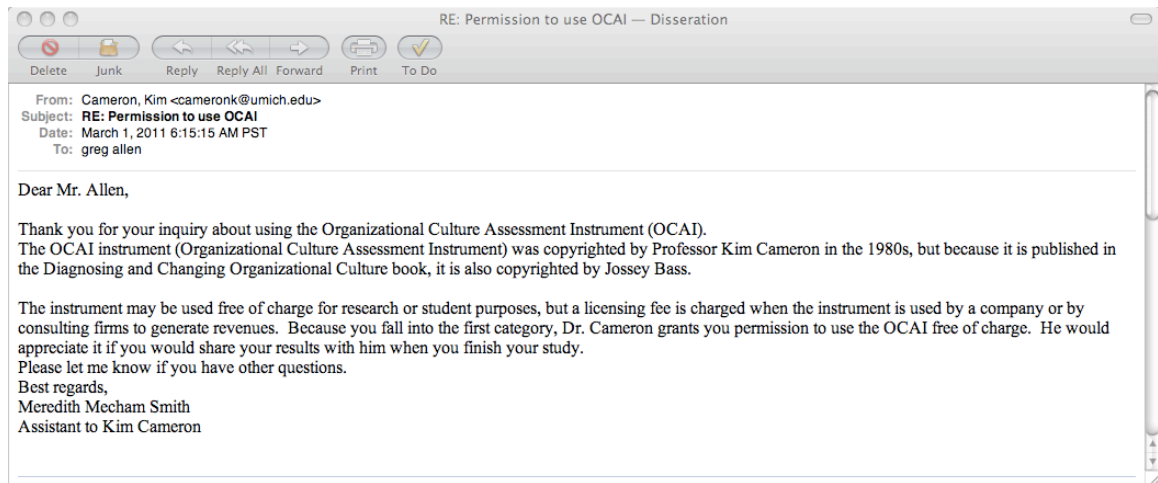 RE: Permission to use OCAI — Disseration
Delete Junk Reply Reply All Forward Print To Do
From: Cameron, Kim <cameronk@umich.edu>
Subject: RE: Permission to use OCAI
Date: March 1, 2011 6:15:15 AM PST
To: greg allen
Dear Mr. Allen,
Thank you for your inquiry about using the Organizational Culture Assessment Instrument (OCAI).
The OCAI instrument (Organizational Culture Assessment Instrument) was copyrighted by Professor Kim Cameron in the 1980s, but because it is published in
the Diagnosing and Changing Organizational Culture book, it is also copyrighted by Jossey Bass.
The instrument may be used free of charge for research or student purposes, but a licensing fee is charged when the instrument is used by a company or by
consulting firms to generate revenues.  Because you fall into the first category, Dr. Cameron grants you permission to use the OCAI free of charge.  He would
appreciate it if you would share your results with him when you finish your study.
Please let me know if you have other questions.
Best regards,
Meredith Mecham Smith
Assistant to Kim Cameron